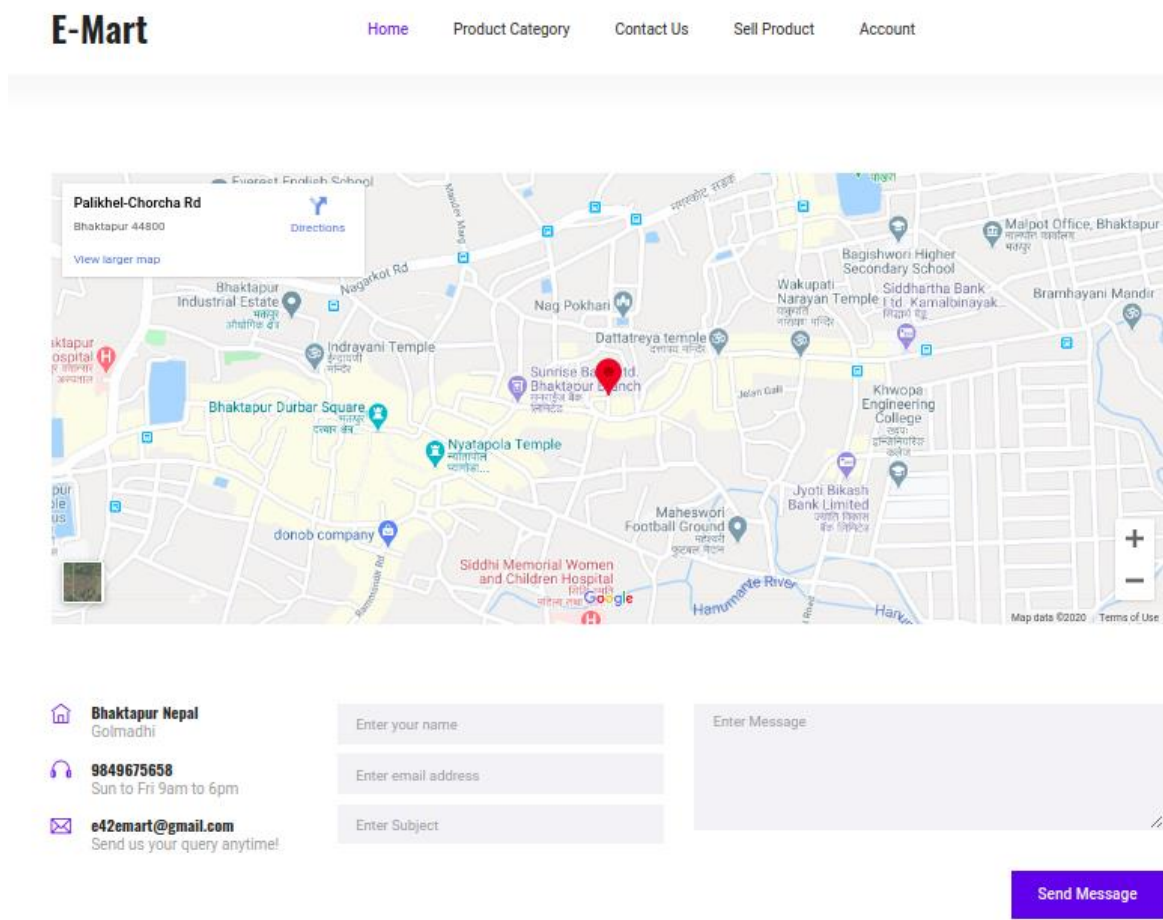 E-Mart
Home
Product Category
Contact Us
Sell Product
Account
Everest English School
Palikhel-Chorcha Rd
Bhaktapur 44800
Directions
View larger map
Malpot Office, Bhaktapur
Bagishwori Higher
Secondary School
Nagarkot Rd
Bhaktapur
Industrial Estate
Nag Pokhari
Wakupati
Narayan Temple
Siddhartha Bank
Ltd. Kamalbinayak...
Bramhayani Mandir
Dattatreya temple
Indrayani Temple
Sunrise Ba
td.
Bhaktapur B
nch
Jelan Galli
Khwopa
Engineering
College
Bhaktapur Durbar Square
Nyatapola Temple
Jyoti Bikash
Bank Limited
Maheswori
Football Ground
donob company
Siddhi Memorial Women
and Children Hospital
Hanumante River
Google
Map data ©2020
Terms of Use
Bhaktapur Nepal
Golmadhi
9849675658
Sun to Fri 9am to 6pm
e42emart@gmail.com
Send us your query anytime!
Enter your name
Enter email address
Enter Subject
Enter Message
Send Message